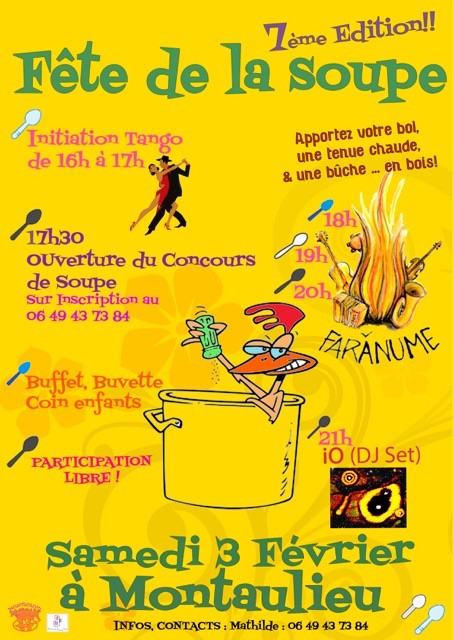 7ème Edition!!
Fête de la soupe
Initiation Tango
de 16h à 17h
Apportez votre bol,
une tenue chaude,
& une bûche ... en bois!
17h30
Ouverture du Concours
de Soupe
Sur Inscription au
06 49 43 73 84
18h
19h
20h
FARÀNUME
Buffet, Buvette
Coin enfants
PARTICIPATION
LIBRE !
21h
iO (DJ Set)
Samedi 3 Février
à Montaulieu
INFOS, CONTACTS : Mathilde : 06 49 43 73 84